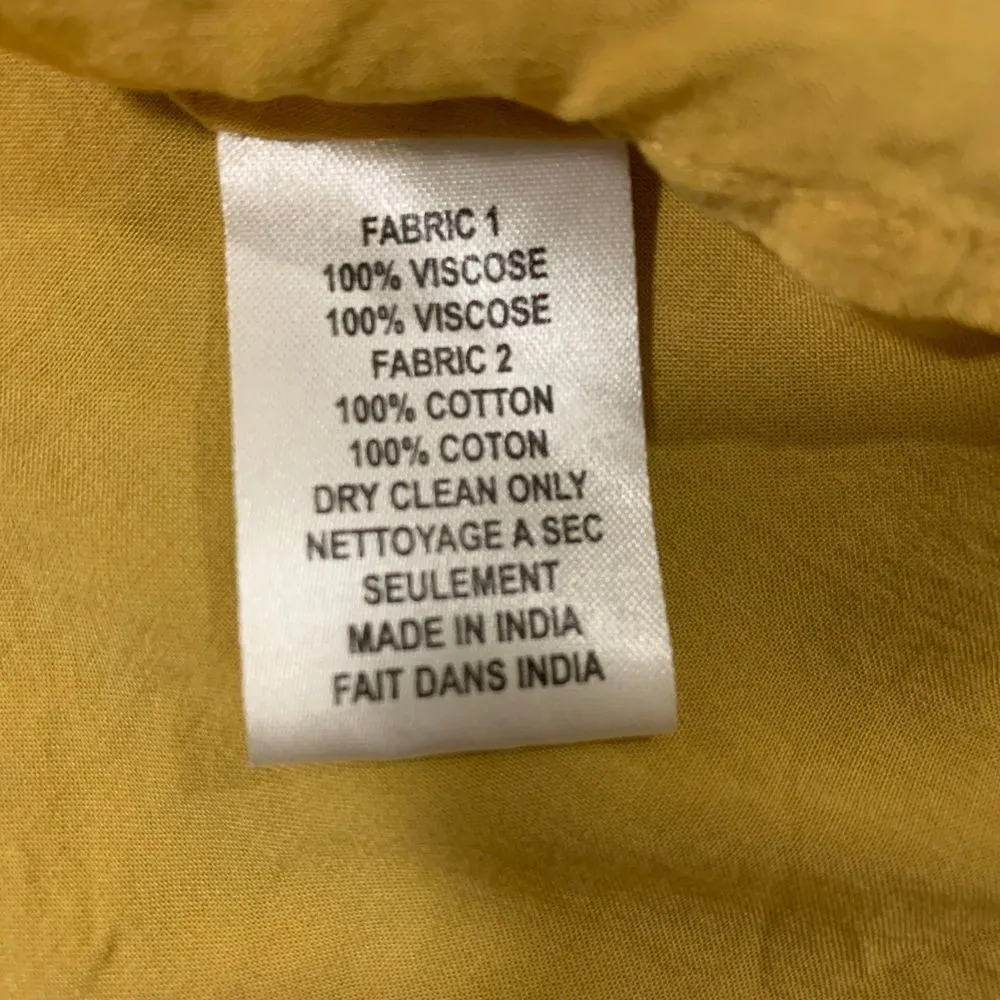 FABRIC 1
100% VISCOSE
100% VISCOSE
FABRIC 2
100% COTTON
100% COTON
DRY CLEAN ONLY
NETTOYAGE A SEC
SEULEMENT
MADE IN INDIA
FAIT DANS INDIA